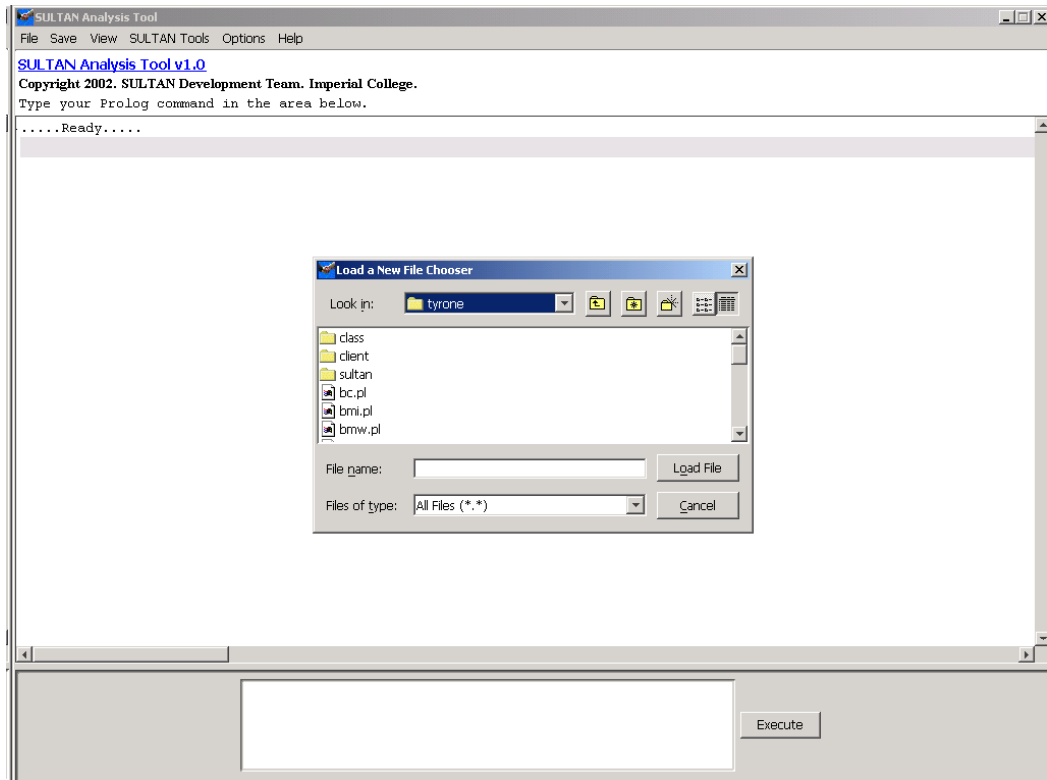 SULTAN Analysis Tool
File Save View SULTAN Tools Options Help
SULTAN Analysis Tool v1.0
Copyright 2002. SULTAN Development Team. Imperial College.
Type your Prolog command in the area below.
.....Ready.....
Load a New File Chooser
Look in: tyrone
class
client
sultan
bc.pl
bmi.pl
bmw.pl
File name: Load File
Files of type: All Files (*.*) Cancel
Execute